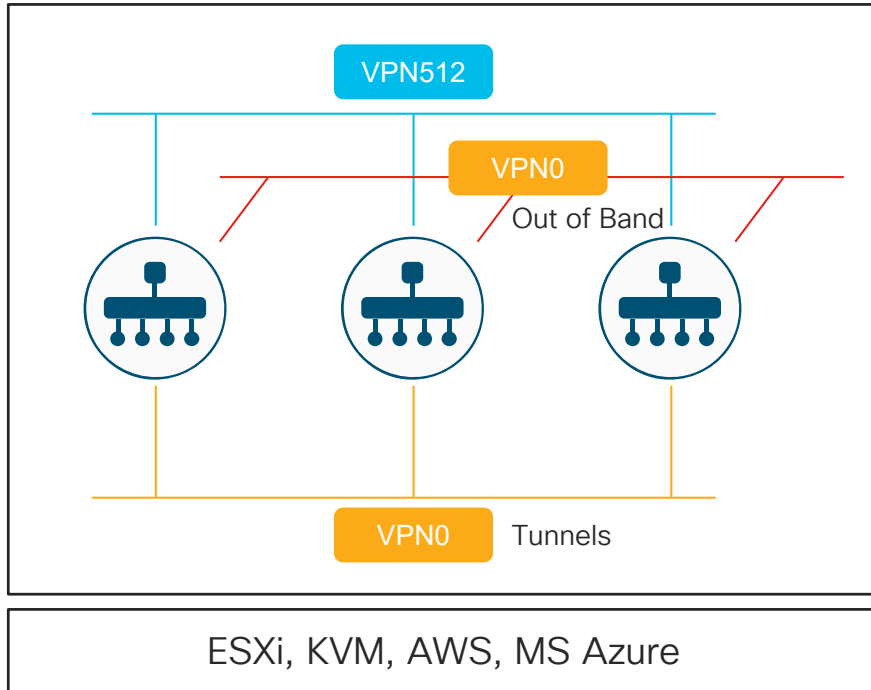 VPN512
VPN0
Out of Band
VPN0
Tunnels
ESXi, KVM, AWS, MS Azure